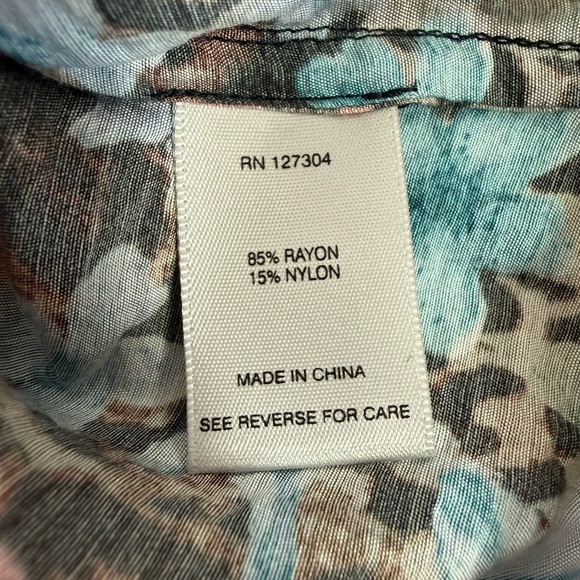 RN 127304
85% RAYON
15% NYLON
MADE IN CHINA
SEE REVERSE FOR CARE